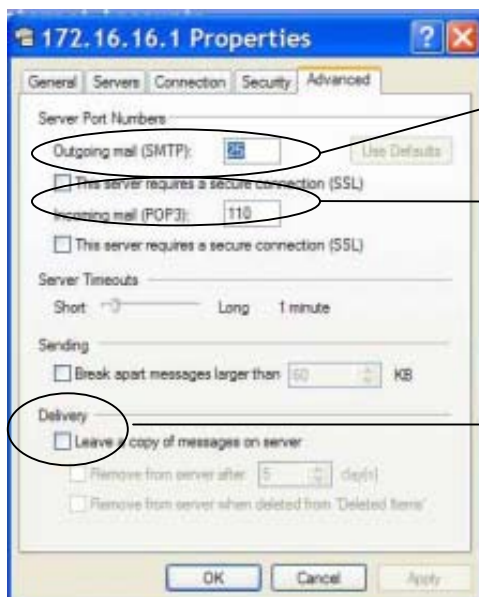 172.16.16.1 Properties
General Servers Connection Security Advanced
Server Port Numbers
Outgoing mail (SMTP): 25 Use Defaults
This server requires a secure connection (SSL)
Incoming mail (POP3): 110
This server requires a secure connection (SSL)
Server Timeouts
Short Long 1 minute
Sending
Break apart messages larger than 60 KB
Delivery
Leave a copy of messages on server
Remove from server after 5 day(s)
Remove from server when deleted from 'Deleted Items'
OK Cancel Apply